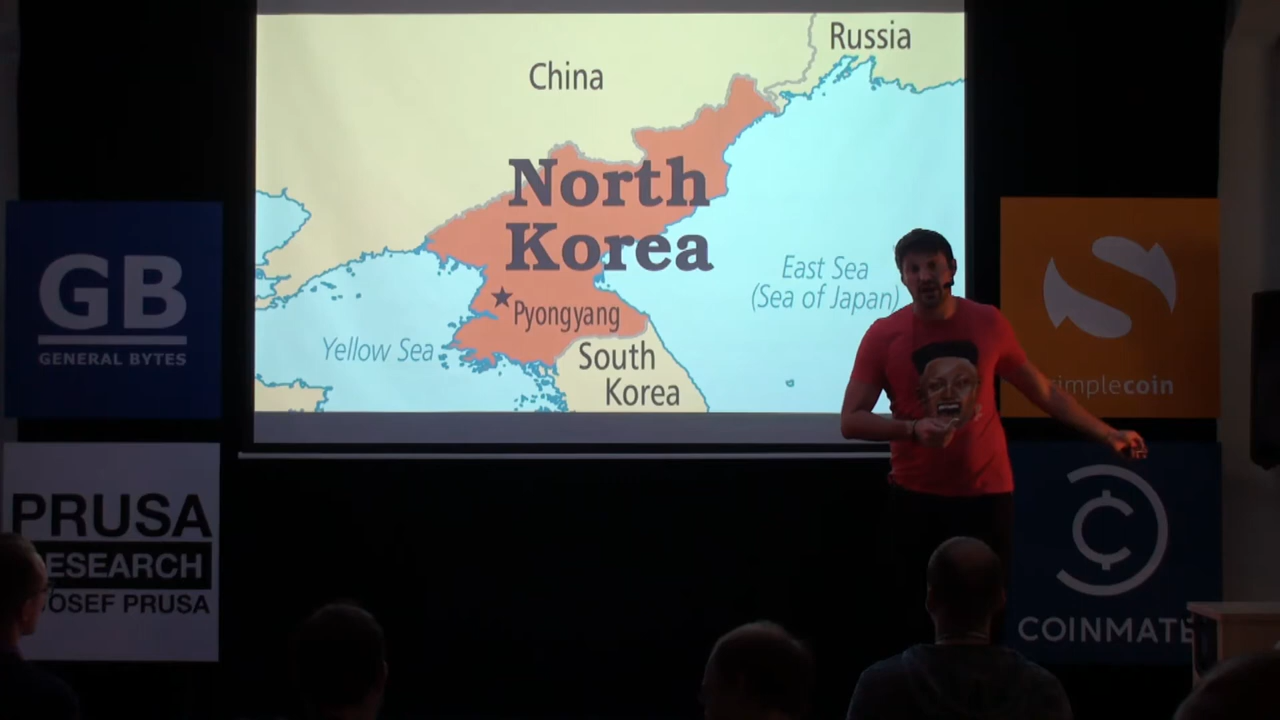 Russia
China
North
Korea
East Sea
(Sea of Japan)
Pyongyang
Yellow Sea
South
Korea
GB
GENERAL BYTES
simplecoin
PRUSA
RESEARCH
JOSEF PRUSA
COINMATE